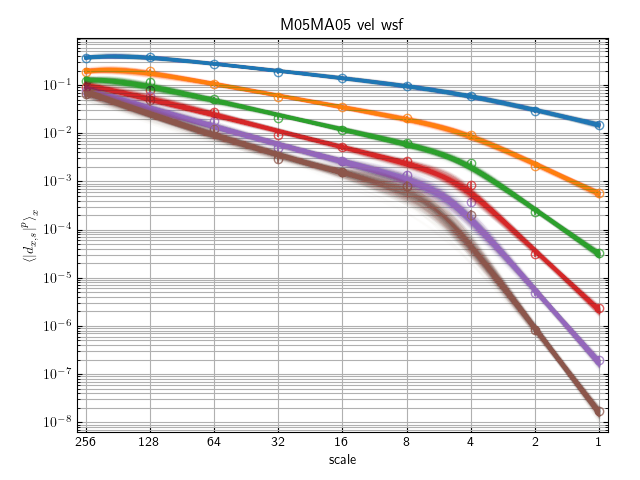 M05MA05 vel wsf
⟨|d_{x,s}|^p⟩_x
10^{-1}
10^{-2}
10^{-3}
10^{-4}
10^{-5}
10^{-6}
10^{-7}
10^{-8}
256 128 64 32 16 8 4 2 1
scale